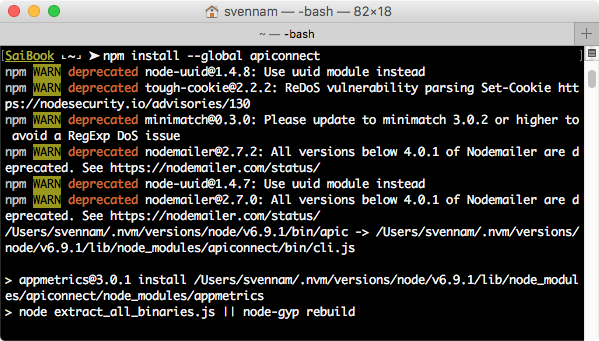 svennam — -bash — 82×18
~ — -bash
[SaiBook ⌞~⌟ ➤npm install --global apiconnect
npm WARN deprecated node-uuid@1.4.8: Use uuid module instead
npm WARN deprecated tough-cookie@2.2.2: ReDoS vulnerability parsing Set-Cookie htt
ps://nodesecurity.io/advisories/130
npm WARN deprecated minimatch@0.3.0: Please update to minimatch 3.0.2 or higher to
 avoid a RegExp DoS issue
npm WARN deprecated nodemailer@2.7.2: All versions below 4.0.1 of Nodemailer are d
eprecated. See https://nodemailer.com/status/
npm WARN deprecated node-uuid@1.4.7: Use uuid module instead
npm WARN deprecated nodemailer@2.7.0: All versions below 4.0.1 of Nodemailer are d
eprecated. See https://nodemailer.com/status/
/Users/svennam/.nvm/versions/node/v6.9.1/bin/apic -> /Users/svennam/.nvm/versions/
node/v6.9.1/lib/node_modules/apiconnect/bin/cli.js
> appmetrics@3.0.1 install /Users/svennam/.nvm/versions/node/v6.9.1/lib/node_modul
es/apiconnect/node_modules/appmetrics
> node extract_all_binaries.js || node-gyp rebuild